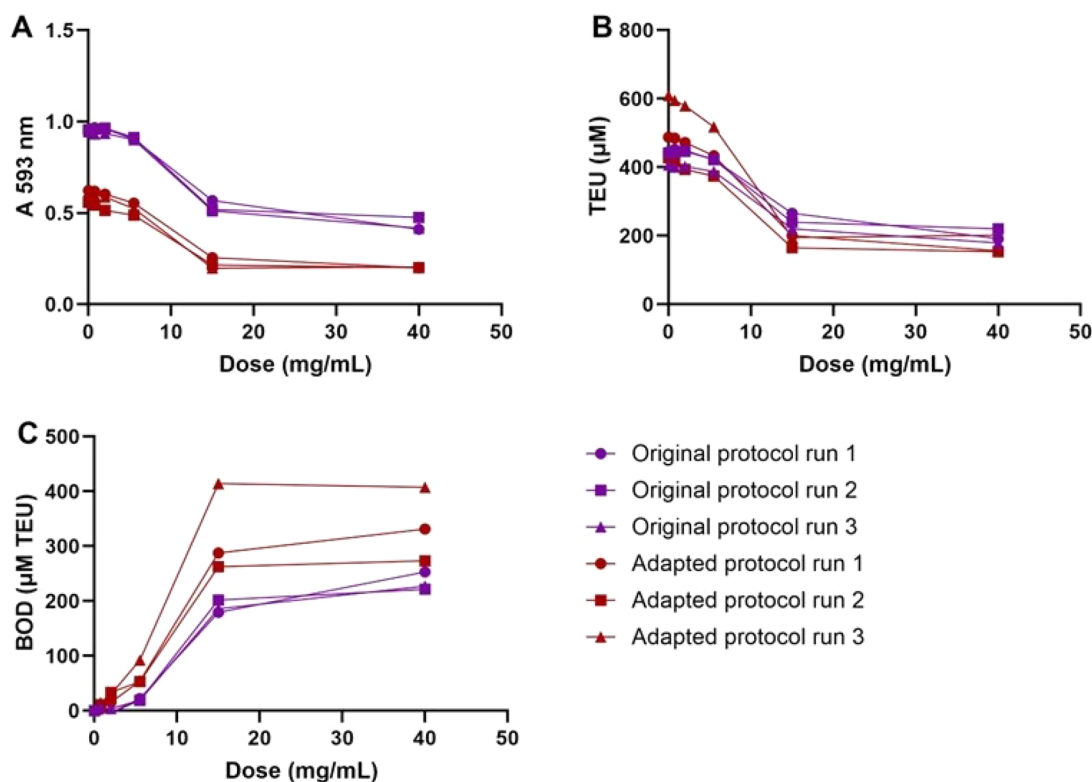 A
A 593 nm
1.5
1.0
0.5
0.0
0 10 20 30 40 50
Dose (mg/mL)
B
TEU (µM)
800
600
400
200
0
0 10 20 30 40 50
Dose (mg/mL)
C
BOD (µM TEU)
500
400
300
200
100
0
0 10 20 30 40 50
Dose (mg/mL)
Original protocol run 1
Original protocol run 2
Original protocol run 3
Adapted protocol run 1
Adapted protocol run 2
Adapted protocol run 3